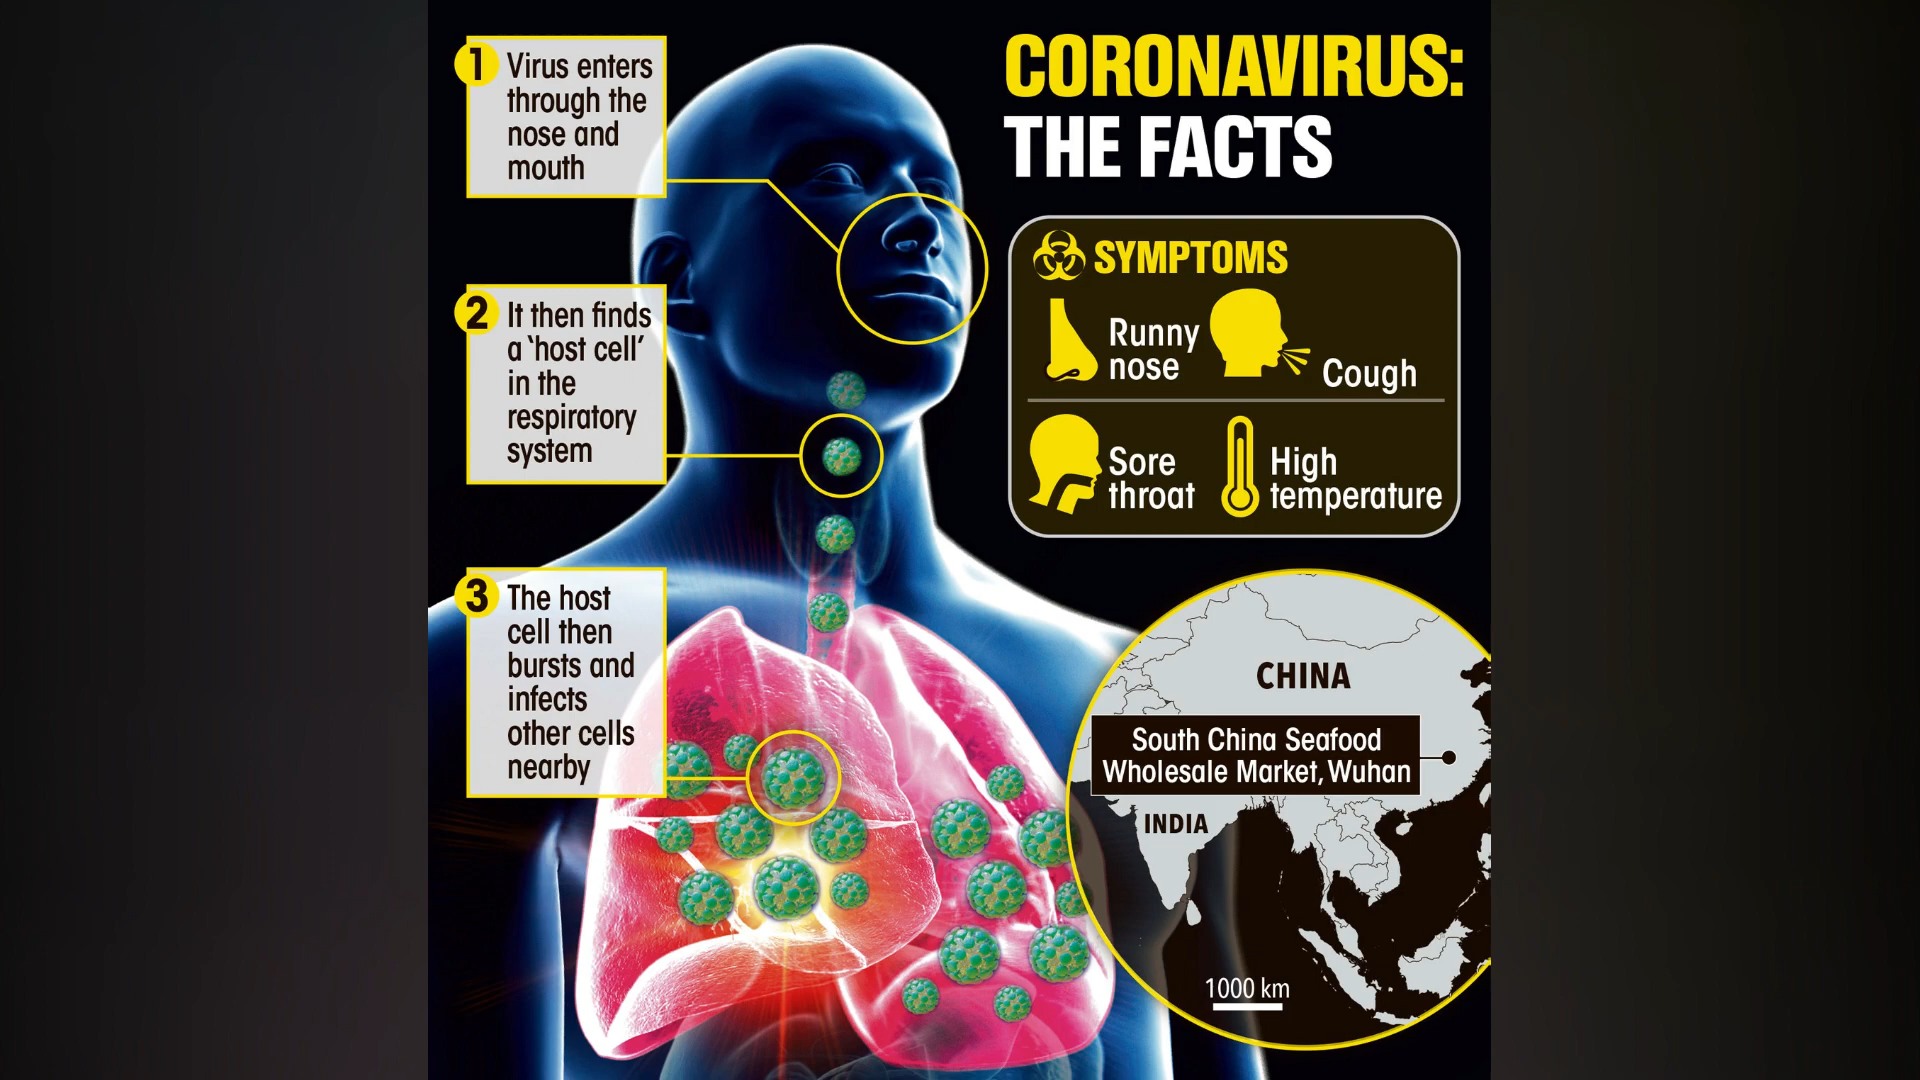 CORONAVIRUS:
THE FACTS
1
Virus enters
through the
nose and
mouth
2
It then finds
a ‘host cell’
in the
respiratory
system
3
The host
cell then
bursts and
infects
other cells
nearby
SYMPTOMS
Runny
nose
Cough
Sore
throat
High
temperature
CHINA
South China Seafood
Wholesale Market, Wuhan
INDIA
1000 km